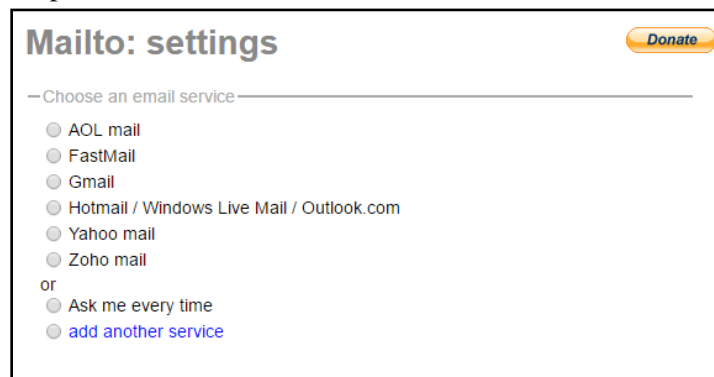 Mailto: settings
Donate
Choose an email service
AOL mail
FastMail
Gmail
Hotmail / Windows Live Mail / Outlook.com
Yahoo mail
Zoho mail
or
Ask me every time
add another service